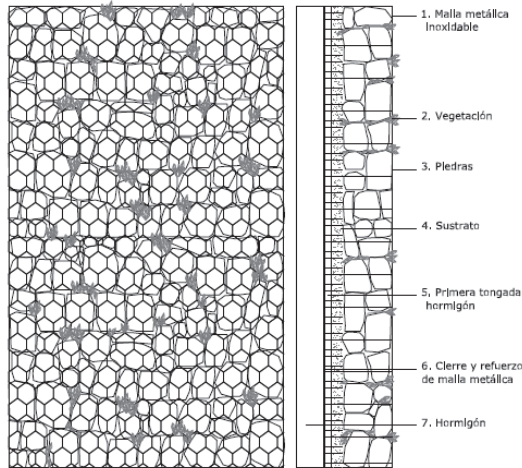 1. Malla metálica
inoxidable
2. Vegetación
3. Piedras
4. Sustrato
5. Primera tongada
hormigón
6. Cierre y refuerzo
de malla metálica
7. Hormigón